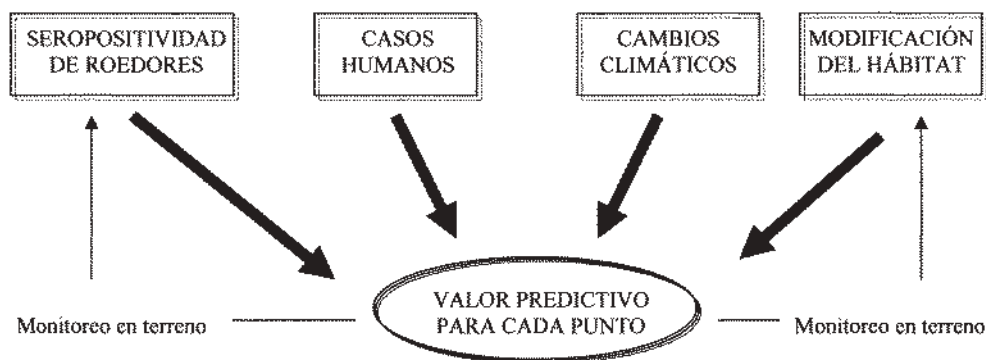 SEROPOSITIVIDAD
DE ROEDORES
CASOS
HUMANOS
CAMBIOS
CLIMÁTICOS
MODIFICACIÓN
DEL HÁBITAT
VALOR PREDICTIVO
PARA CADA PUNTO
Monitoreo en terreno
Monitoreo en terreno